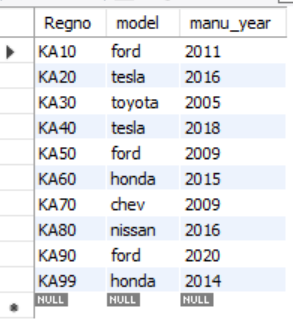 Regno model manu_year
KA10 ford 2011
KA20 tesla 2016
KA30 toyota 2005
KA40 tesla 2018
KA50 ford 2009
KA60 honda 2015
KA70 chev 2009
KA80 nissan 2016
KA90 ford 2020
KA99 honda 2014
NULL NULL NULL